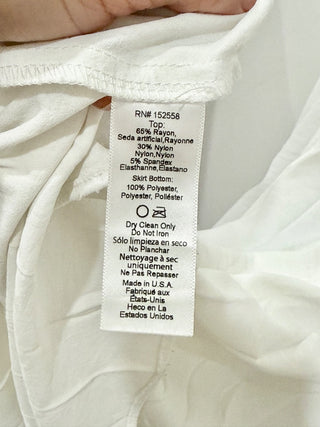 RN# 152558
Top:
65% Rayon,
Seda artificial,Rayonne
30% Nylon
Nylon,Nylon
5% Spandex
Elasthanne,Elastano
Skirt Bottom:
100% Polyester,
Polyester, Poliéster
Dry Clean Only
Do Not Iron
Sólo limpieza en seco
No Planchar
Nettoyage à sec
uniquement
Ne Pas Repasser
Made in U.S.A.
Fabriqué aux
États-Unis
Heco en La
Estados Unidos